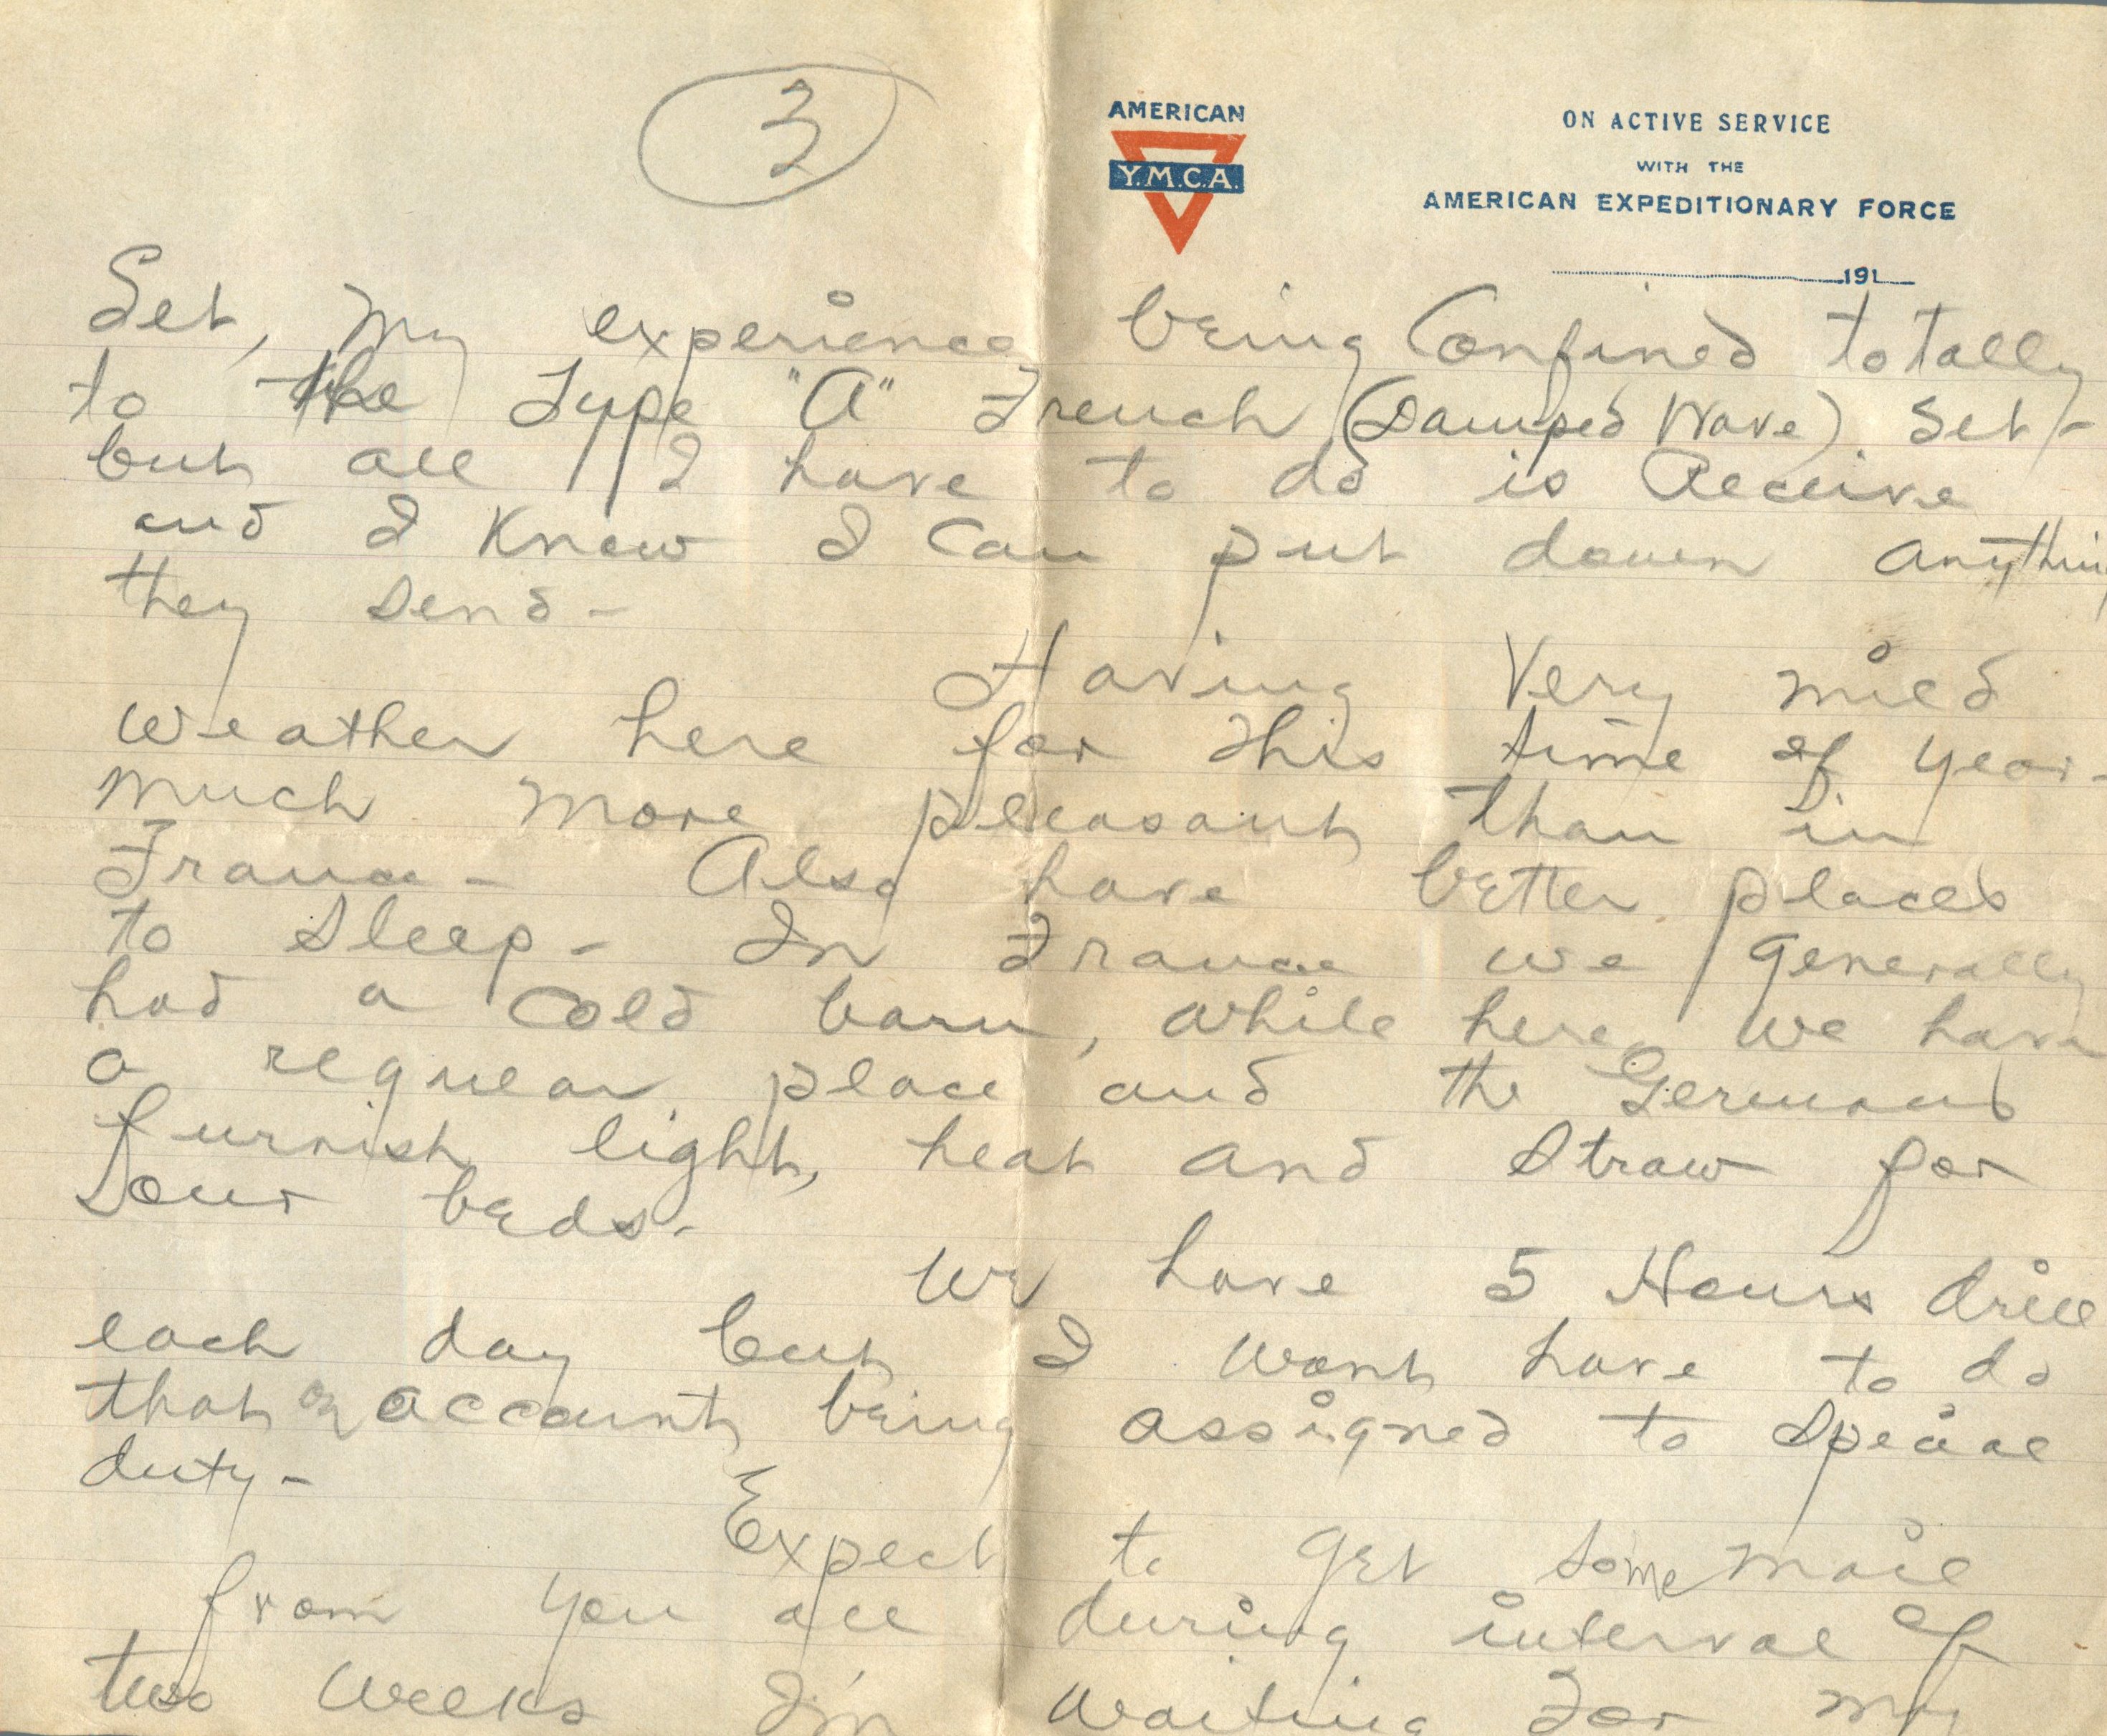 3
AMERICAN
Y.M.C.A.
ON ACTIVE SERVICE
WITH THE
AMERICAN EXPEDITIONARY FORCE
191
Set, my experience being Confined totally
to the Type "A" French (Damped Wave) Set-
but all I have to do is Receive
and I Know I Can put down anythin
they send-
Having Very mild
weather here for this time of year-
much more pleasant than in
France- Also have better places
to sleep- In France we generally
had a cold barn, while here we have
a regular place and the Germans
furnish light, heat and straw for
our beds-
We have 5 Hours drill
each day but I wont have to do
that on account being assigned to special
duty-
Expect to get some mail
from you all during interval of
two weeks I'm waiting For my